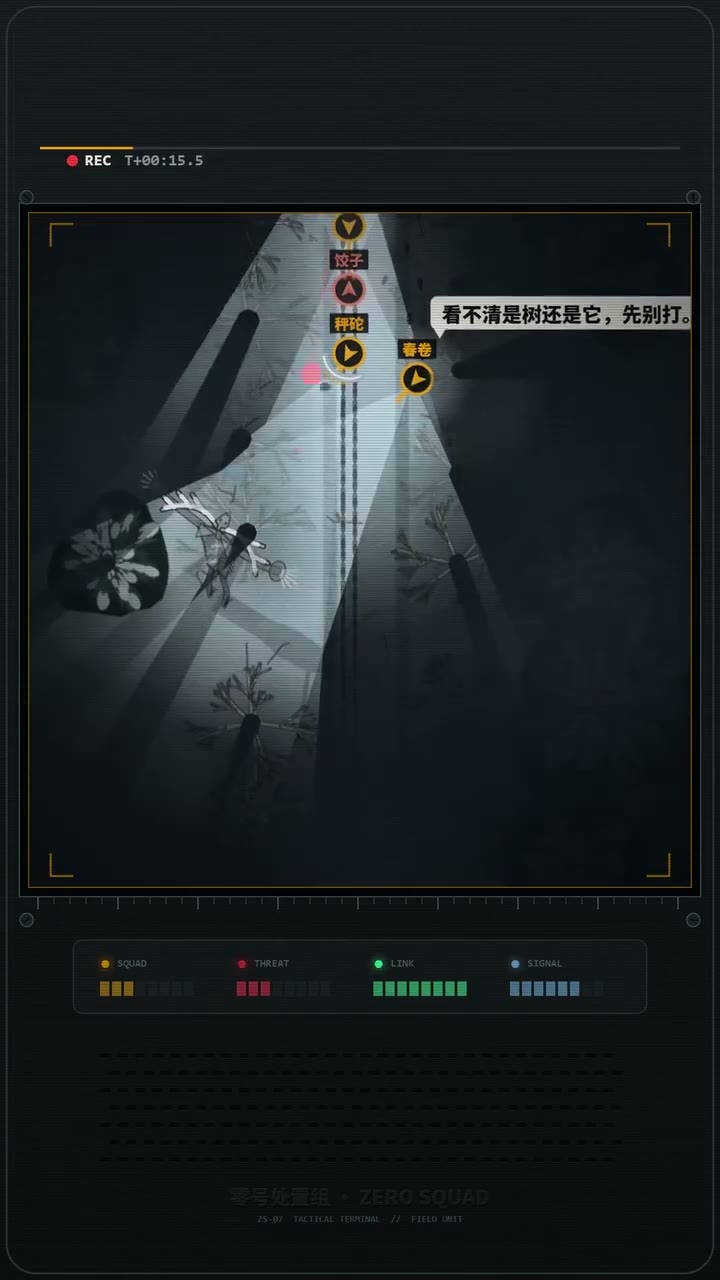 REC T+00:15.5
饺子
看不清是树还是它，先别打。
秤砣
春卷
SQUAD THREAT LINK SIGNAL
零号处置组 · ZERO SQUAD
ZS-07 TACTICAL TERMINAL // FIELD UNIT